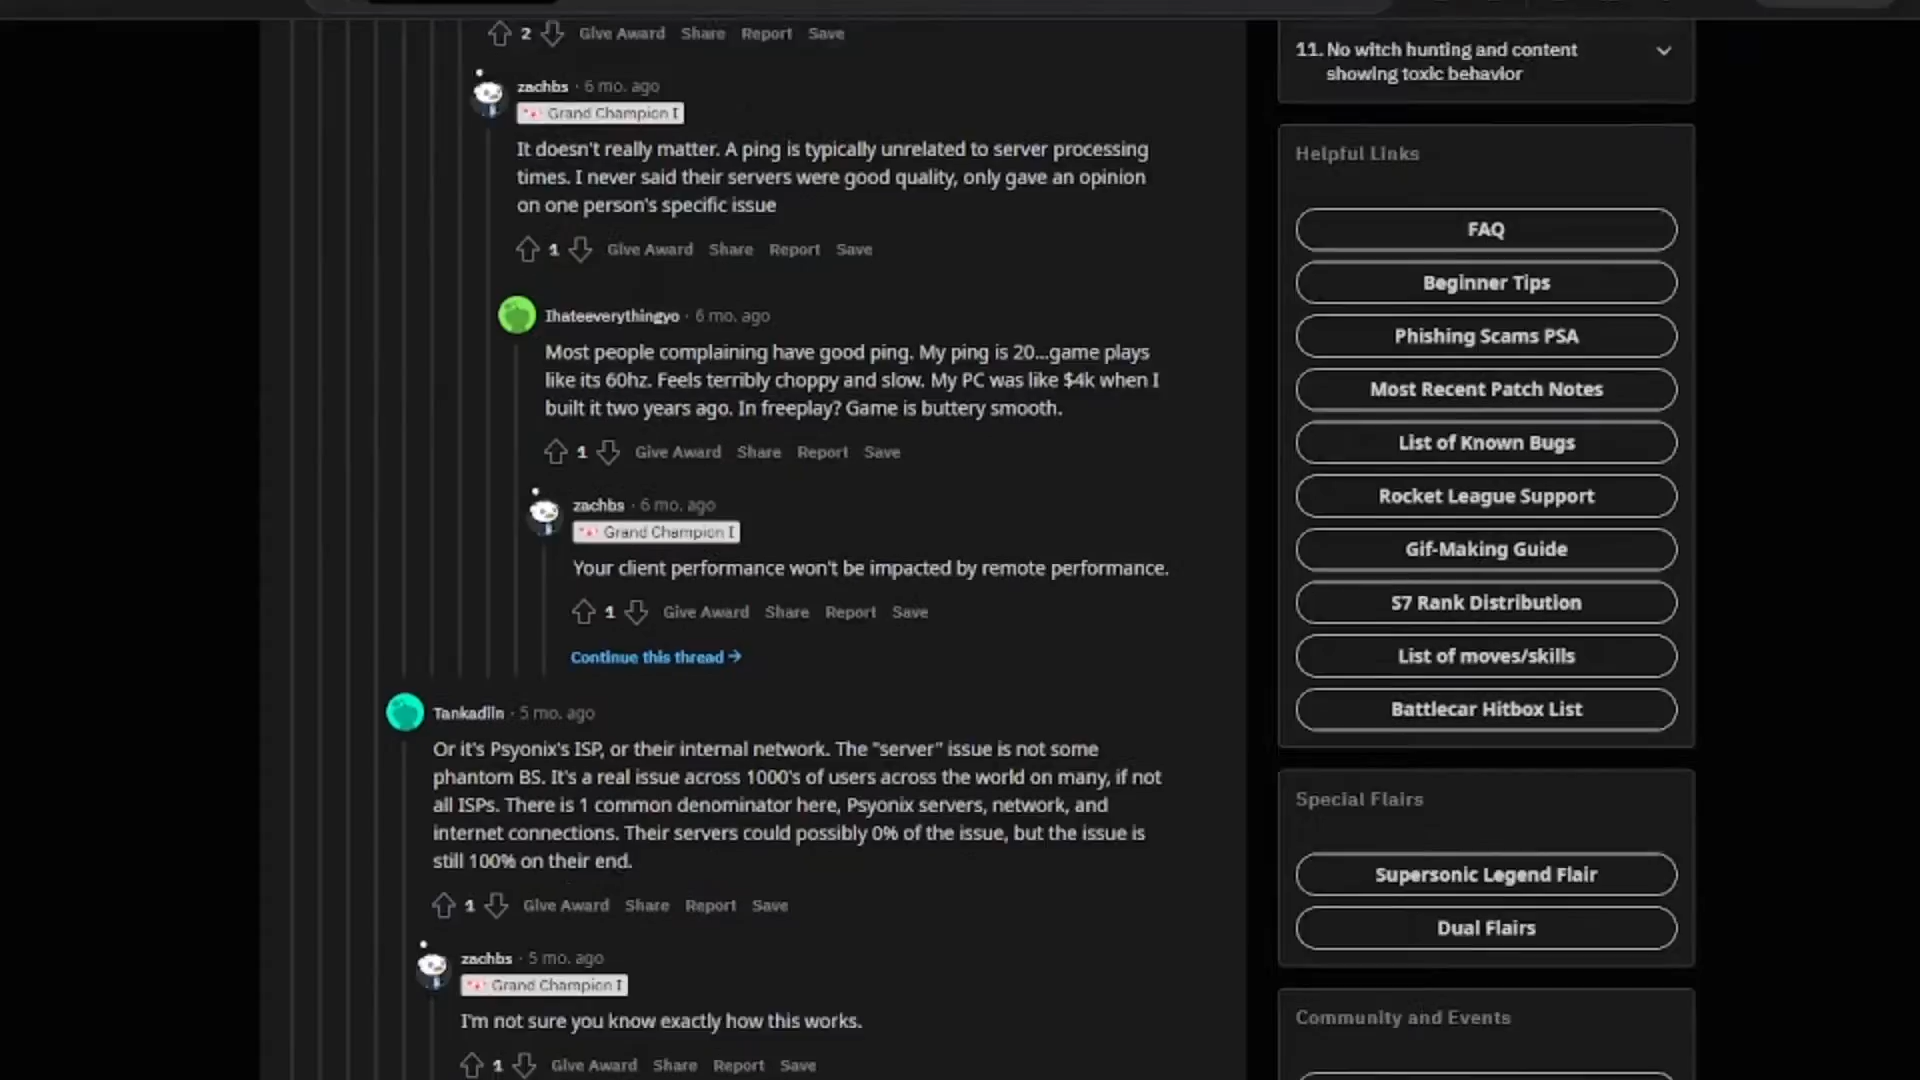 2 Give Award Share Report Save
zachbs · 6 mo. ago
Grand Champion I
It doesn't really matter. A ping is typically unrelated to server processing
times. I never said their servers were good quality, only gave an opinion
on one person's specific issue
1 Give Award Share Report Save
Ihateeverythingyo · 6 mo. ago
Most people complaining have good ping. My ping is 20...game plays
like its 60hz. Feels terribly choppy and slow. My PC was like $4k when I
built it two years ago. In freeplay? Game is buttery smooth.
1 Give Award Share Report Save
zachbs · 6 mo. ago
Grand Champion I
Your client performance won't be impacted by remote performance.
1 Give Award Share Report Save
Continue this thread →
Tankadiin · 5 mo. ago
Or it's Psyonix's ISP, or their internal network. The "server" issue is not some
phantom BS. It's a real issue across 1000's of users across the world on many, if not
all ISPs. There is 1 common denominator here, Psyonix servers, network, and
internet connections. Their servers could possibly 0% of the issue, but the issue is
still 100% on their end.
1 Give Award Share Report Save
zachbs · 5 mo. ago
Grand Champion I
I'm not sure you know exactly how this works.
1 Give Award Share Report Save
11. No witch hunting and content
showing toxic behavior
Helpful Links
FAQ
Beginner Tips
Phishing Scams PSA
Most Recent Patch Notes
List of Known Bugs
Rocket League Support
Gif-Making Guide
S7 Rank Distribution
List of moves/skills
Battlecar Hitbox List
Special Flairs
Supersonic Legend Flair
Dual Flairs
Community and Events